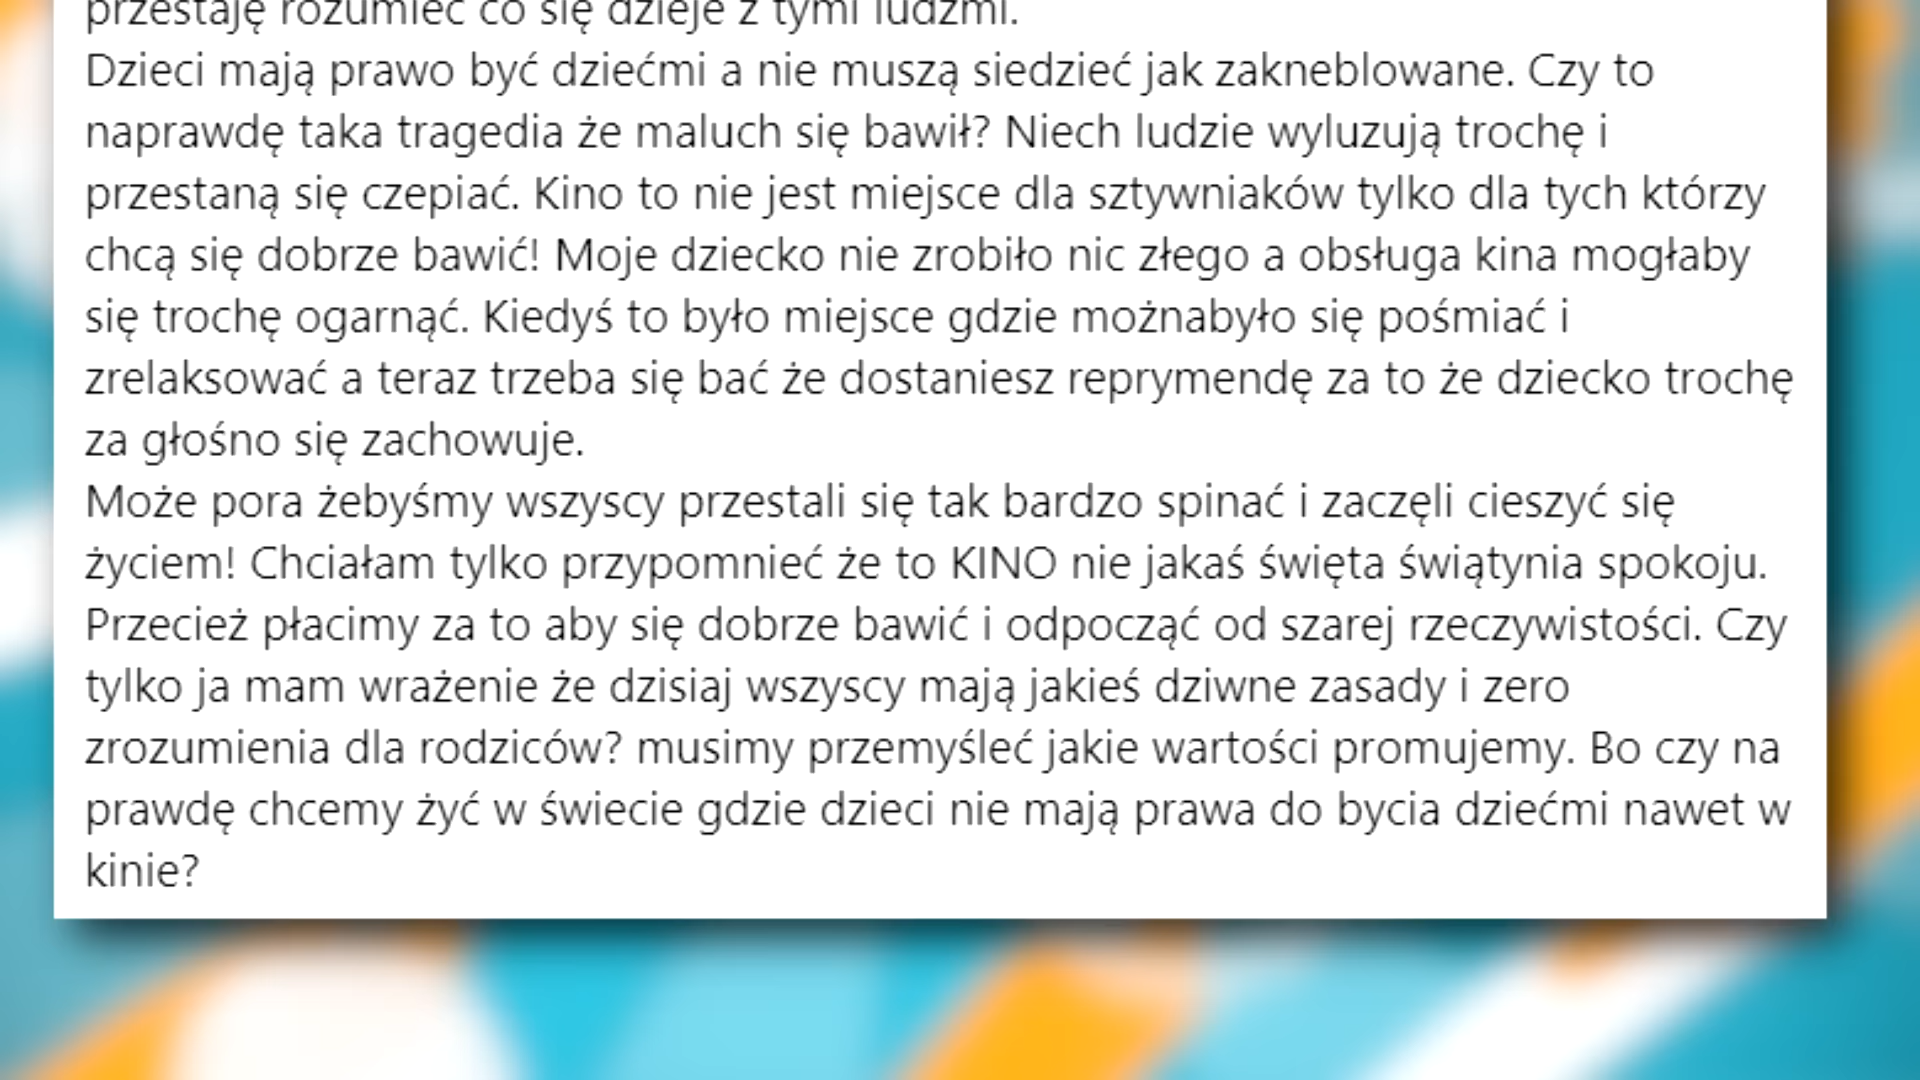 przestaję rozumieć co się dzieje z tymi ludźmi.
Dzieci mają prawo być dziećmi a nie muszą siedzieć jak zakneblowane. Czy to
naprawdę taka tragedia że maluch się bawił? Niech ludzie wyluzują trochę i
przestaną się czepiać. Kino to nie jest miejsce dla sztywniaków tylko dla tych którzy
chcą się dobrze bawić! Moje dziecko nie zrobiło nic złego a obsługa kina mogłaby
się trochę ogarnąć. Kiedyś to było miejsce gdzie możnabyło się pośmiać i
zrelaksować a teraz trzeba się bać że dostaniesz reprymendę za to że dziecko trochę
za głośno się zachowuje.
Może pora żebyśmy wszyscy przestali się tak bardzo spinać i zaczęli cieszyć się
życiem! Chciałam tylko przypomnieć że to KINO nie jakaś święta świątynia spokoju.
Przecież płacimy za to aby się dobrze bawić i odpocząć od szarej rzeczywistości. Czy
tylko ja mam wrażenie że dzisiaj wszyscy mają jakieś dziwne zasady i zero
zrozumienia dla rodziców? musimy przemyśleć jakie wartości promujemy. Bo czy na
prawdę chcemy żyć w świecie gdzie dzieci nie mają prawa do bycia dziećmi nawet w
kinie?